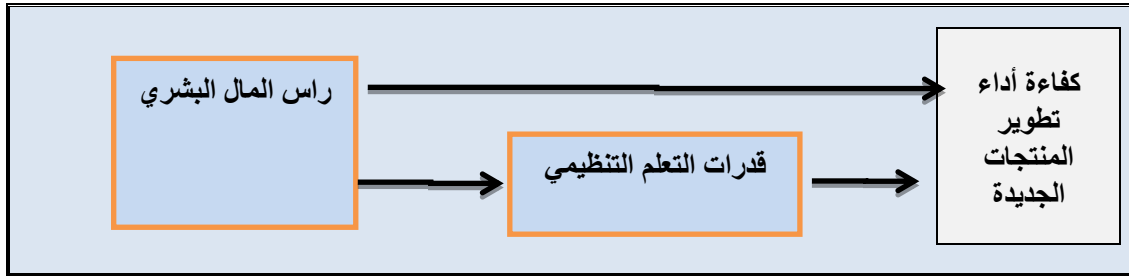 راس المال البشري
قدرات التعلم التنظيمي
كفاءة أداء
تطوير
المنتجات
الجديدة